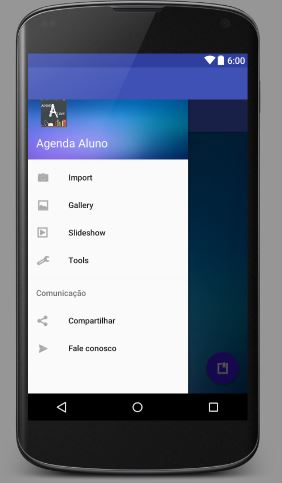 6:00
A
Agenda Aluno
Import
Gallery
Slideshow
Tools
Comunicação
Compartilhar
Fale conosco